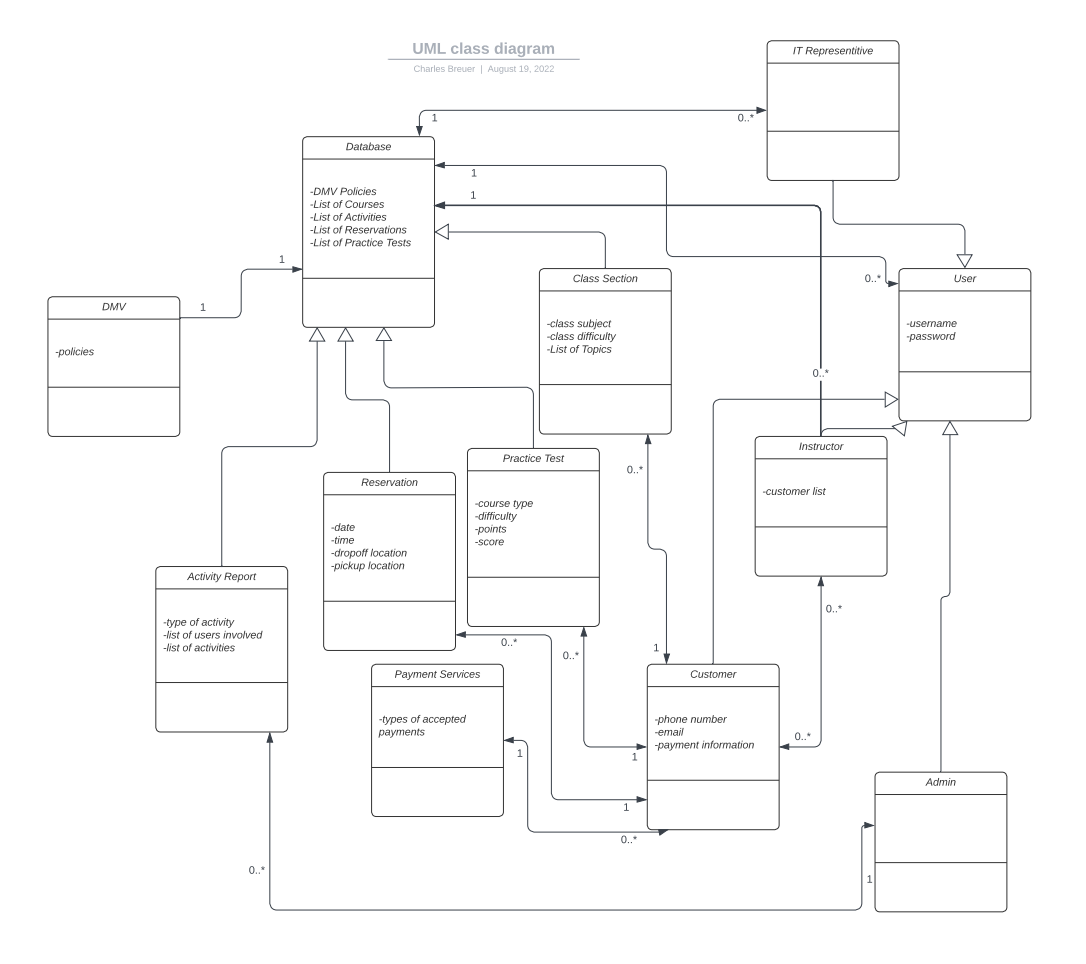 UML class diagram
Charles Breuer | August 19, 2022
IT Representitive
1
0..*
Database
-DMV Policies
-List of Courses
-List of Activities
-List of Reservations
-List of Practice Tests
1
1
1
1
DMV
-policies
Class Section
-class subject
-class difficulty
-List of Topics
0..*
User
-username
-password
0..*
Instructor
-customer list
Practice Test
-course type
-difficulty
-points
-score
0..*
Reservation
-date
-time
-dropoff location
-pickup location
Activity Report
-type of activity
-list of users involved
-list of activities
0..*
0..*
0..*
1
Payment Services
-types of accepted
payments
Customer
-phone number
-email
-payment information
0..*
1
1
1
0..*
Admin
0..*
1